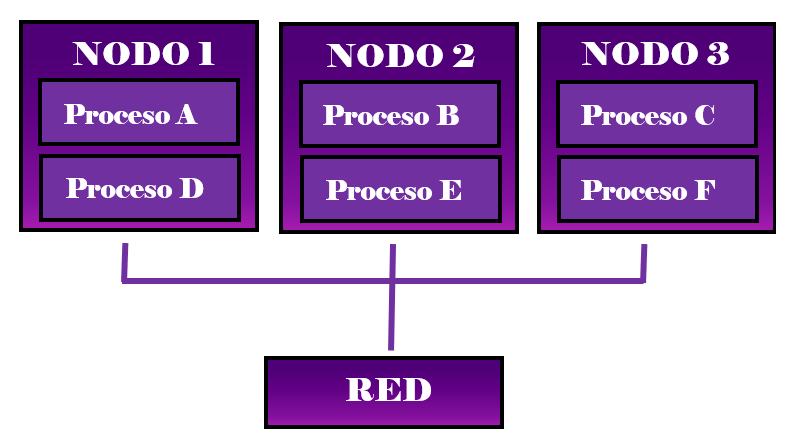 NODO 1
Proceso A
Proceso D
NODO 2
Proceso B
Proceso E
NODO 3
Proceso C
Proceso F
RED